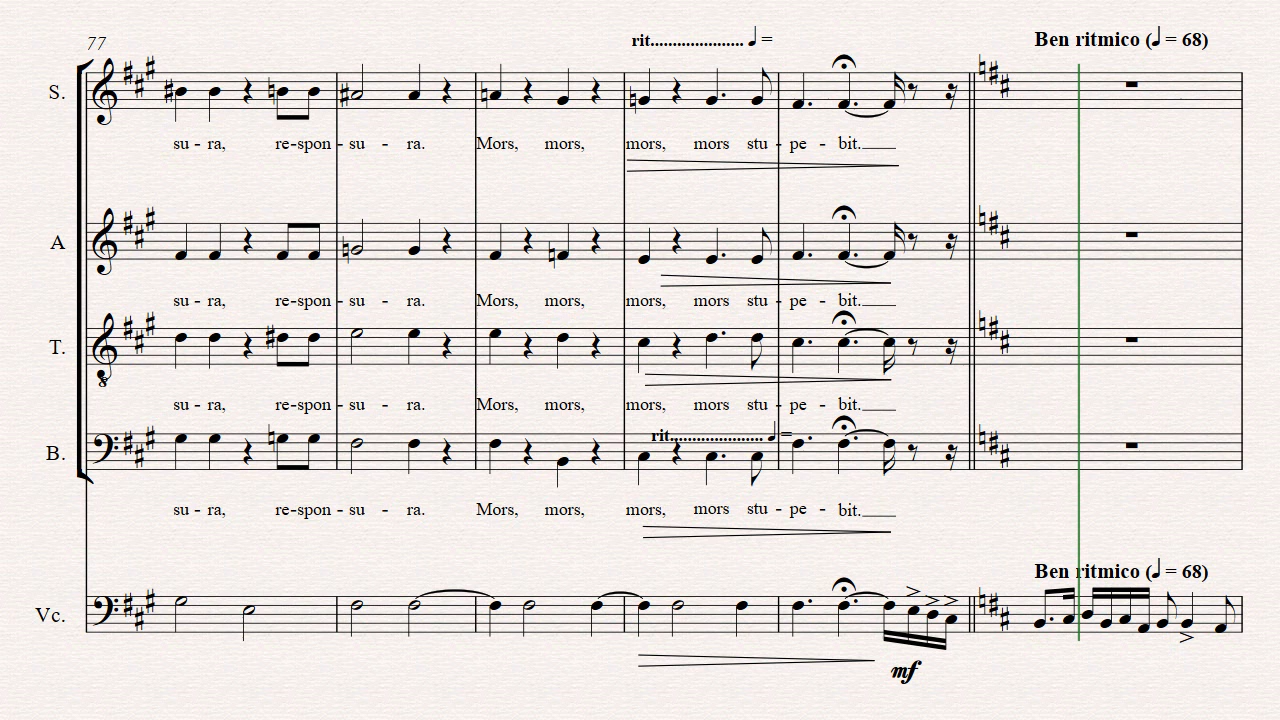 77
rit..................... ♩ =
Ben ritmico (♩ = 68)
S.
su - ra, re-spon - su - ra. Mors, mors, mors, mors stu - pe - bit.
A
su - ra, re-spon - su - ra. Mors, mors, mors, mors stu - pe - bit.
T.
8
su - ra, re-spon - su - ra. Mors, mors, mors, mors stu - pe - bit.
rit..................... ♩ =
B.
su - ra, re-spon - su - ra. Mors, mors, mors, mors stu - pe - bit.
Ben ritmico (♩ = 68)
Vc.
mf